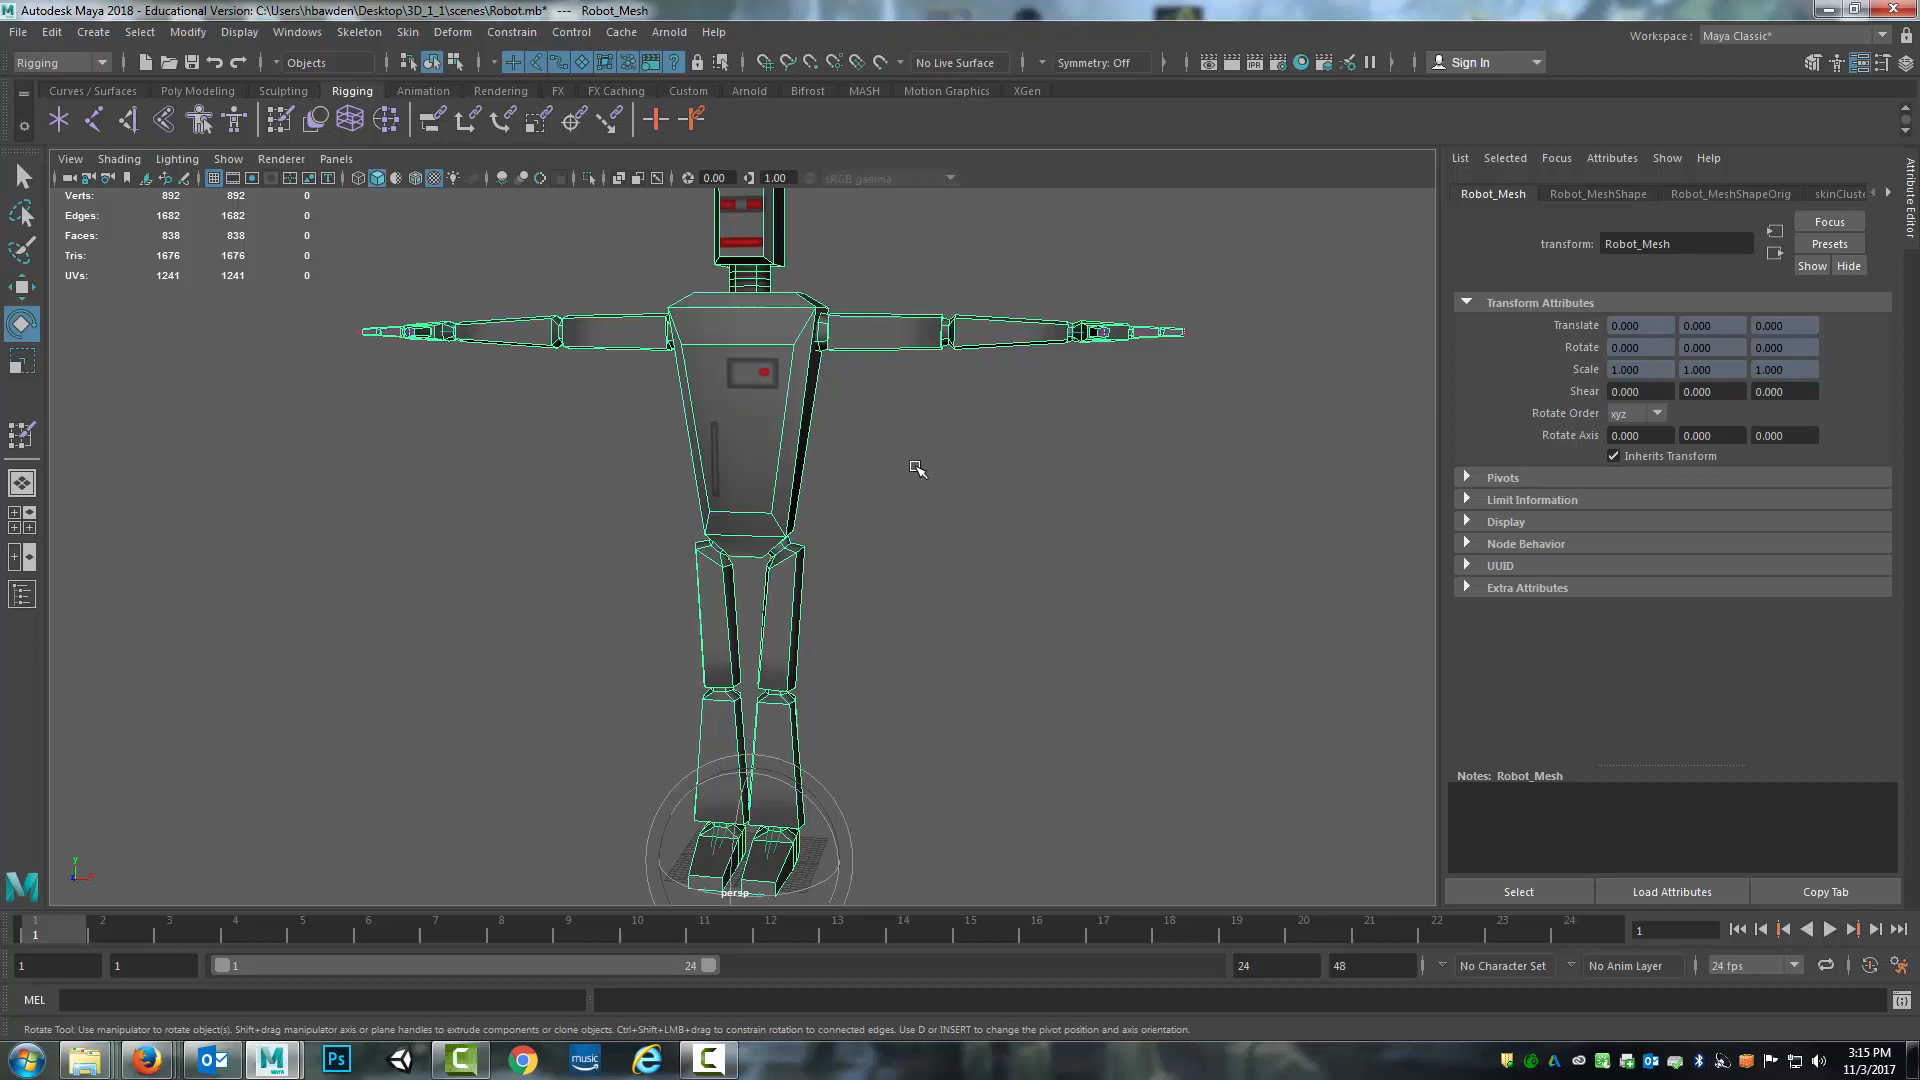 Autodesk Maya 2018 - Educational Version: C:\Users\hbawden\Desktop\3D_1_1\scenes\Robot.mb* --- Robot_Mesh
File Edit Create Select Modify Display Windows Skeleton Skin Deform Constrain Control Cache Arnold Help
Workspace : Maya Classic*
Rigging Objects No Live Surface Symmetry: Off Sign In
Curves / Surfaces Poly Modeling Sculpting Rigging Animation Rendering FX FX Caching Custom Arnold Bifrost MASH Motion Graphics XGen
View Shading Lighting Show Renderer Panels
0.00 1.00 sRGB gamma
Verts: 892 892 0
Edges: 1682 1682 0
Faces: 838 838 0
Tris: 1676 1676 0
UVs: 1241 1241 0
y
persp
List Selected Focus Attributes Show Help
Robot_Mesh Robot_MeshShape Robot_MeshShapeOrig skinCluste
Attribute Editor
Focus
transform: Robot_Mesh Presets
Show Hide
Transform Attributes
Translate 0.000 0.000 0.000
Rotate 0.000 0.000 0.000
Scale 1.000 1.000 1.000
Shear 0.000 0.000 0.000
Rotate Order xyz
Rotate Axis 0.000 0.000 0.000
Inherits Transform
Pivots
Limit Information
Display
Node Behavior
UUID
Extra Attributes
Notes: Robot_Mesh
Select Load Attributes Copy Tab
1 2 3 4 5 6 7 8 9 10 11 12 13 14 15 16 17 18 19 20 21 22 23 24
1 1
1 1 1 24 24 48 No Character Set No Anim Layer 24 fps
MEL
Rotate Tool: Use manipulator to rotate object(s). Shift+drag manipulator axis or plane handles to extrude components or clone objects. Ctrl+Shift+LMB+drag to constrain rotation to connected edges. Use D or INSERT to change the pivot position and axis orientation.
MAYA Ps music
3:15 PM
11/3/2017